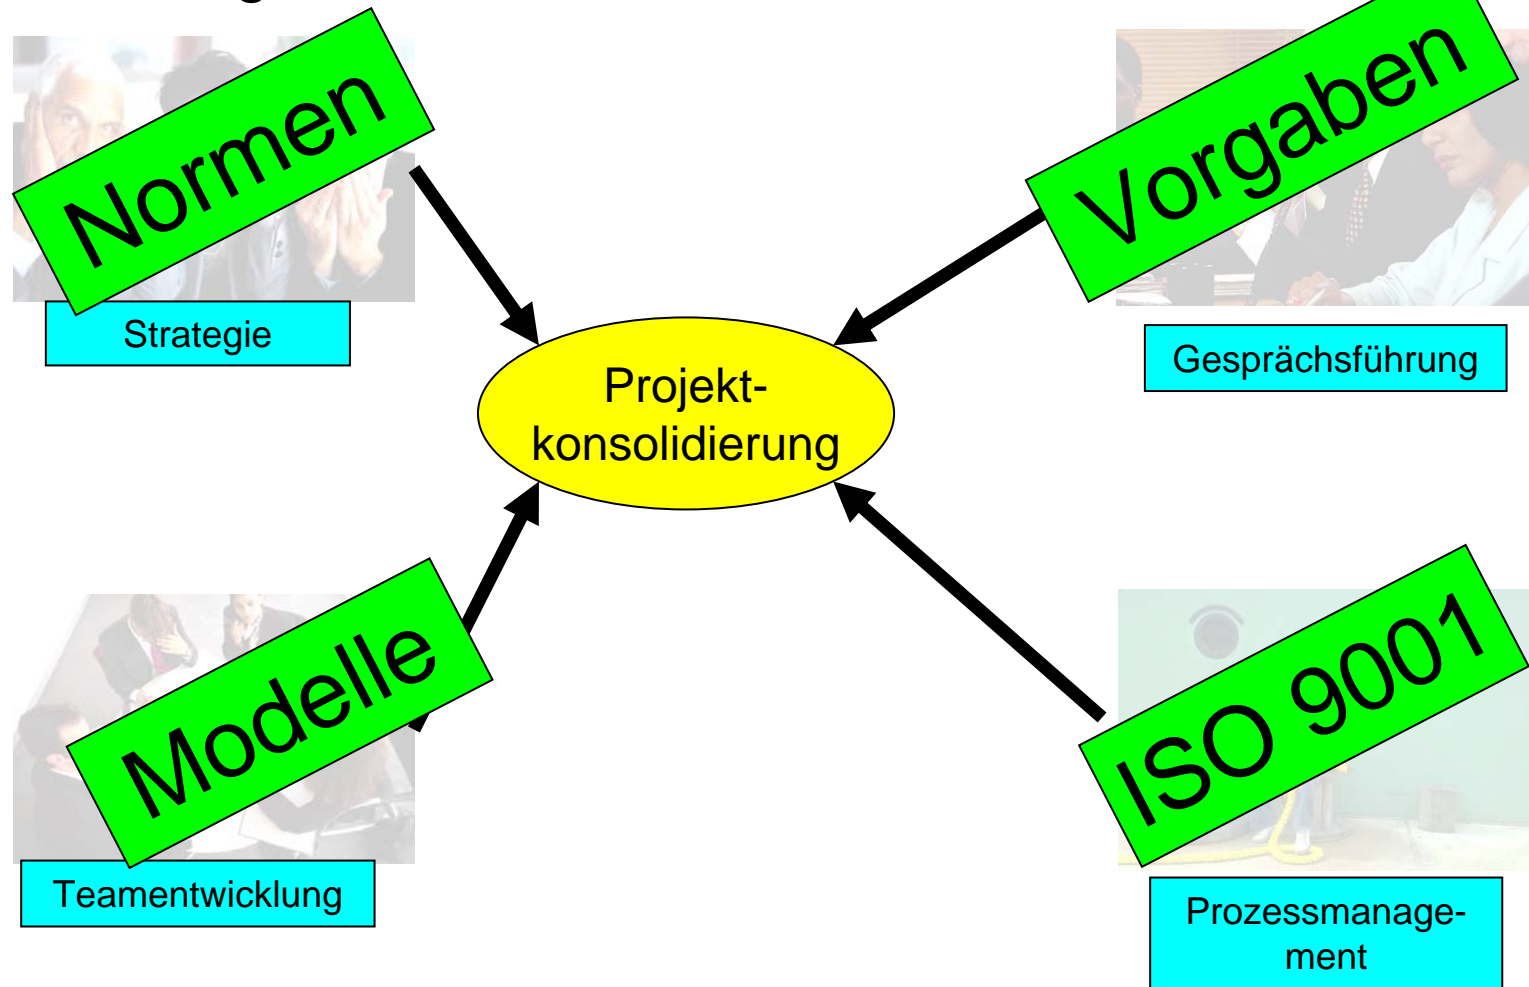 Normen
Vorgaben
Strategie
Gesprächsführung
Projekt-
konsolidierung
Modelle
ISO 9001
Teamentwicklung
Prozessmanage-
ment